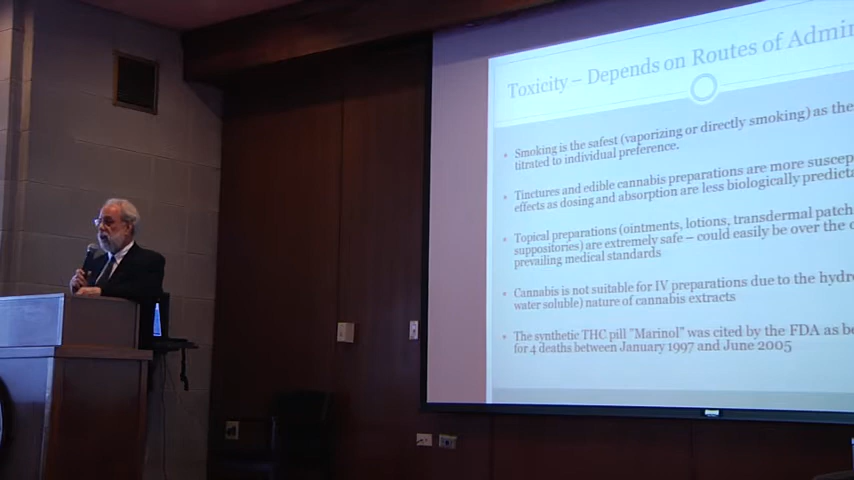 Toxicity – Depends on Routes of Admin
• Smoking is the safest (vaporizing or directly smoking) as the
titrated to individual preference.
• Tinctures and edible cannabis preparations are more suscep
effects as dosing and absorption are less biologically predicta
• Topical preparations (ointments, lotions, transdermal patch
suppositories) are extremely safe – could easily be over the
prevailing medical standards
• Cannabis is not suitable for IV preparations due to the hydr
water soluble) nature of cannabis extracts
• The synthetic THC pill "Marinol" was cited by the FDA as be
for 4 deaths between January 1997 and June 2005